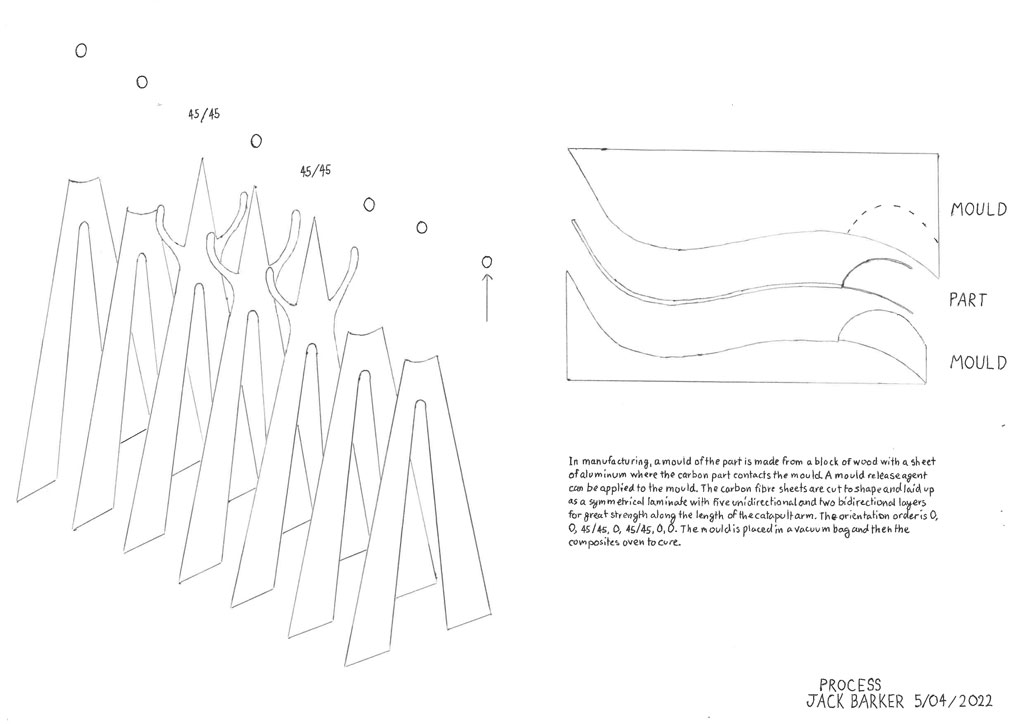 0
0
45/45
0
45/45
0
0
0
MOULD
PART
MOULD
In manufacturing, a mould of the part is made from a block of wood with a sheet
of aluminum where the carbon part contacts the mould. A mould release agent
can be applied to the mould. The carbon fibre sheets are cut to shape and laid up
as a symmetrical laminate with five unidirectional and two bidirectional layers
for great strength along the length of the catapult arm. The orientation order is 0,
0, 45/45, 0, 45/45, 0, 0. The mould is placed in a vacuum bag and then the
composites oven to cure.
PROCESS
JACK BARKER 5/04/2022